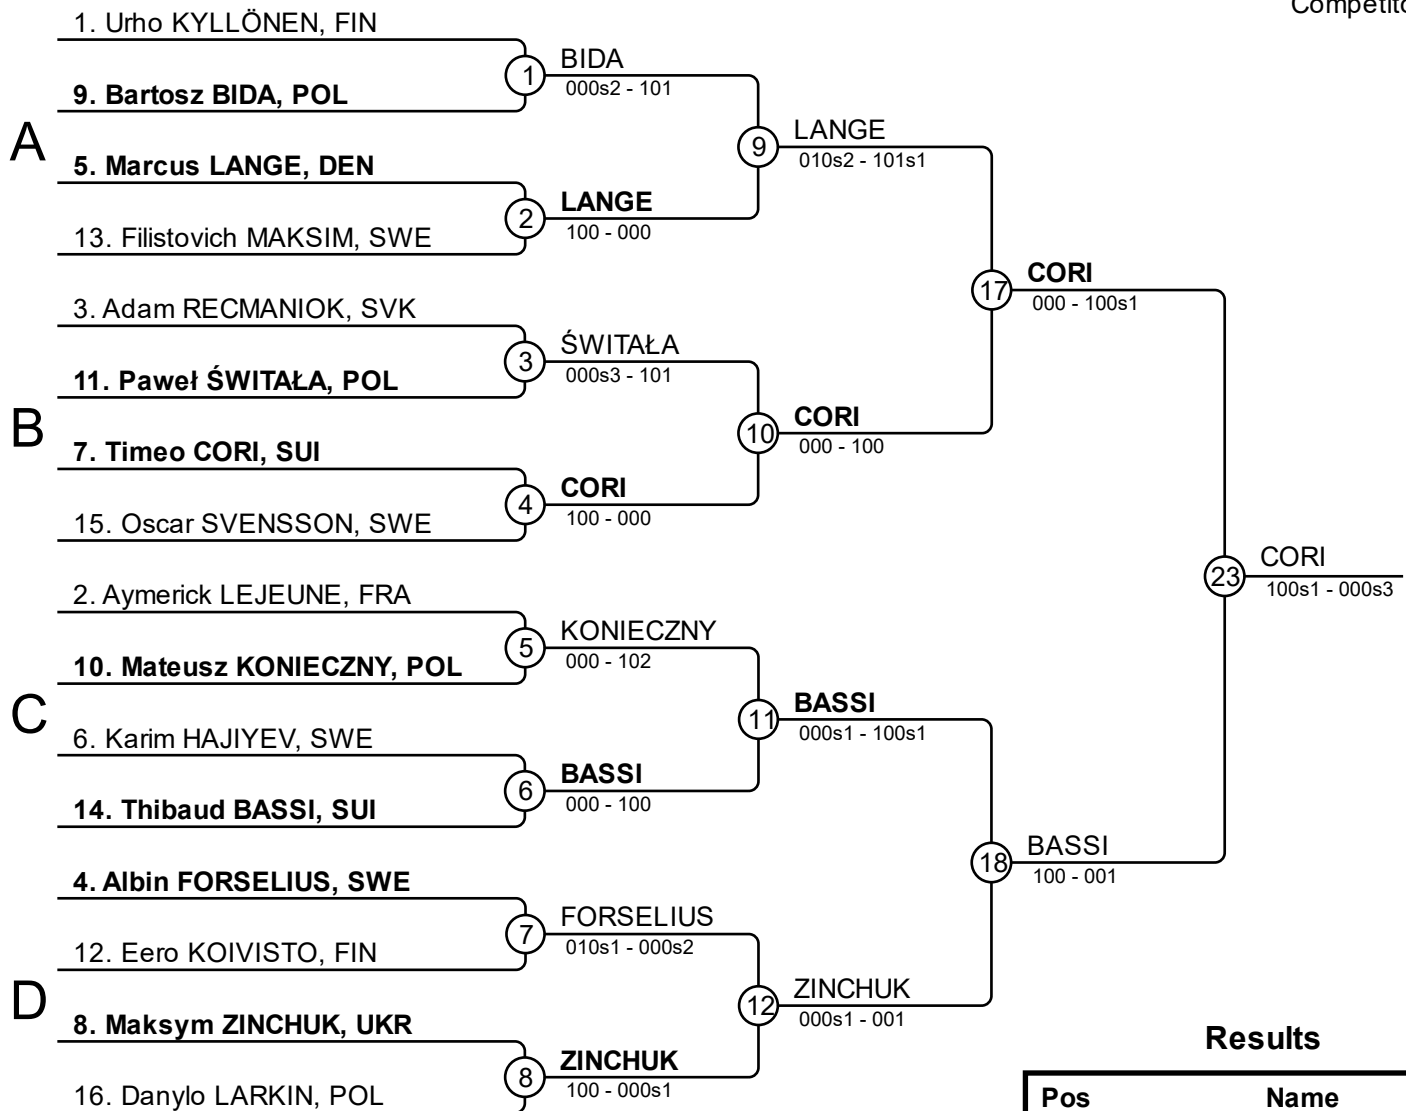 Competito
1. Urho KYLLÖNEN, FIN
1
BIDA
000s2 - 101
9. Bartosz BIDA, POL
A
9
LANGE
010s2 - 101s1
5. Marcus LANGE, DEN
2
LANGE
100 - 000
13. Filistovich MAKSIM, SWE
17
CORI
000 - 100s1
3. Adam RECMANIOK, SVK
3
ŚWITAŁA
000s3 - 101
11. Paweł ŚWITAŁA, POL
B
10
CORI
000 - 100
7. Timeo CORI, SUI
4
CORI
100 - 000
15. Oscar SVENSSON, SWE
23
CORI
100s1 - 000s3
2. Aymerick LEJEUNE, FRA
5
KONIECZNY
000 - 102
10. Mateusz KONIECZNY, POL
C
11
BASSI
000s1 - 100s1
6. Karim HAJIYEV, SWE
6
BASSI
000 - 100
14. Thibaud BASSI, SUI
18
BASSI
100 - 001
4. Albin FORSELIUS, SWE
7
FORSELIUS
010s1 - 000s2
12. Eero KOIVISTO, FIN
D
12
ZINCHUK
000s1 - 001
8. Maksym ZINCHUK, UKR
8
ZINCHUK
100 - 000s1
16. Danylo LARKIN, POL
Results
Pos Name